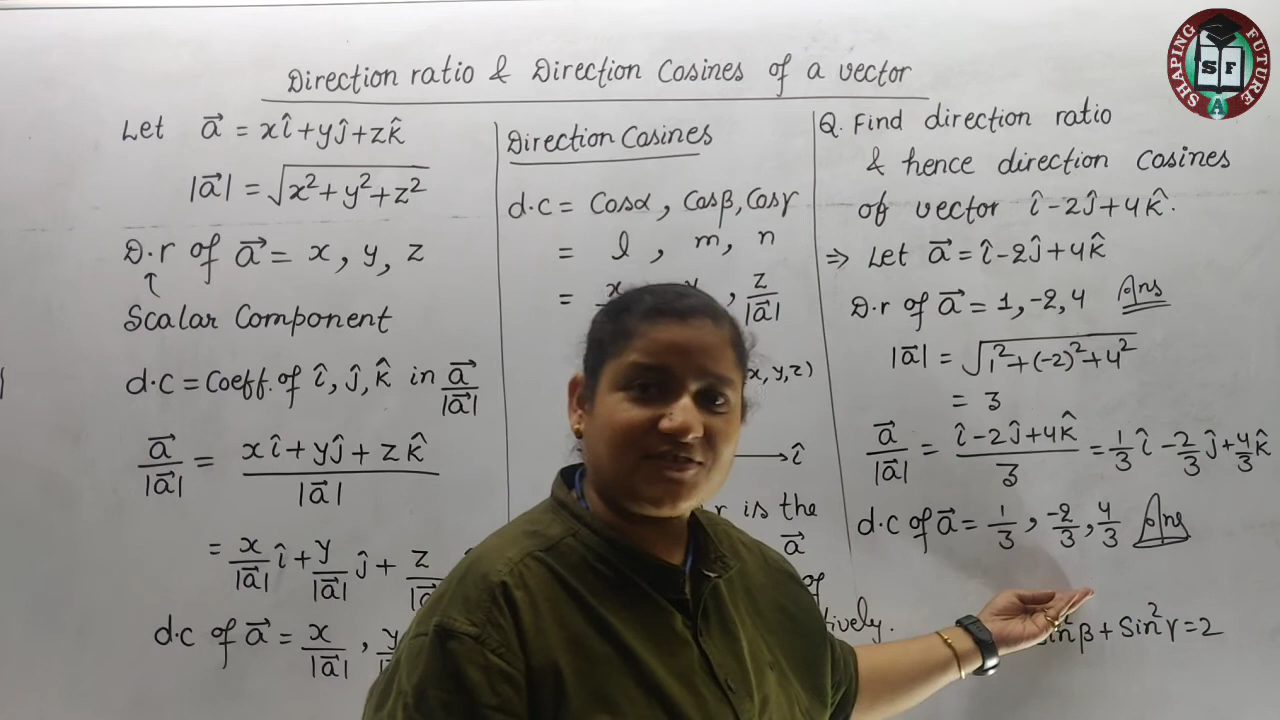 Direction ratio & Direction Cosines of a vector
Let a⃗ = xî+yĵ+zk̂
|a⃗| = √x²+y²+z²
D.r of a⃗ = x, y, z
↑
Scalar Component
d.c = Coeff. of î, ĵ, k̂ in a⃗/|a⃗|
a⃗/|a⃗| = xî+yĵ+zk̂/|a⃗|
= x/|a⃗| î + y/|a⃗| ĵ + z/
d.c of a⃗ = x/|a⃗|,
Direction Cosines
d.c = Cosα, Cosβ, Cosγ
= l, m, n
= , z/|a⃗|
x, y, z)
→ î
is the
a⃗
of
Q. Find direction ratio
& hence direction cosines
of vector î-2ĵ+4k̂.
⇒ Let a⃗ = î-2ĵ+4k̂
D.r of a⃗ = 1, -2, 4 Ans
|a⃗| = √1²+(-2)²+4²
= 3
a⃗/|a⃗| = î-2ĵ+4k̂/3 = 1/3 î - 2/3 ĵ + 4/3 k̂
d.c of a⃗ = 1/3, -2/3, 4/3 Ans
β + Sin²γ = 2
SHAPING FUTURE
S F
A